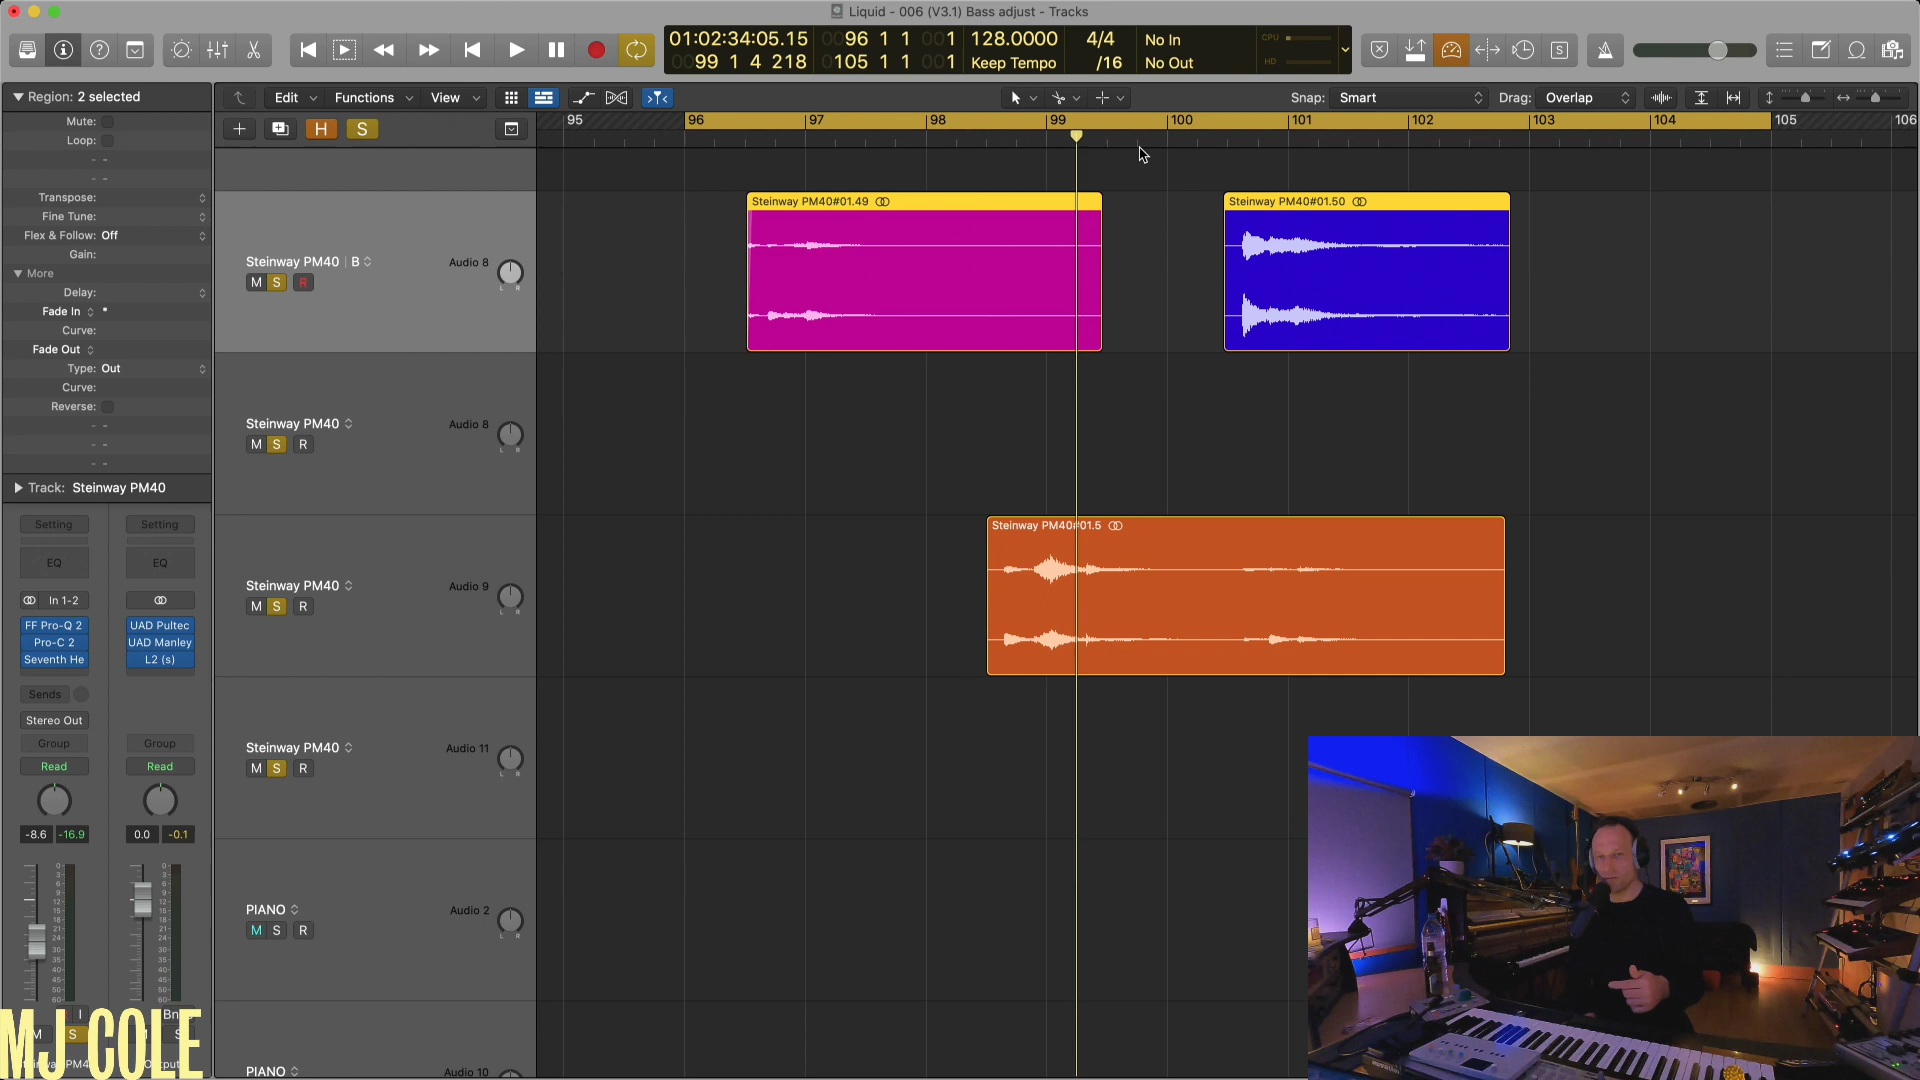 Liquid - 006 (V3.1) Bass adjust - Tracks
01:02:34:05.15
0096 1 1 001
128.0000
4/4
No In
CPU
0099 1 4 218
0105 1 1 001
Keep Tempo
/16
No Out
HD
Region: 2 selected
Edit
Functions
View
Snap: Smart
Drag: Overlap
Mute:
Loop:
Transpose:
Fine Tune:
Flex & Follow: Off
Gain:
More
Delay:
Fade In
Curve:
Fade Out
Type: Out
Curve:
Reverse:
Track: Steinway PM40
Setting
Setting
EQ
EQ
In 1-2
FF Pro-Q 2
UAD Pultec
Pro-C 2
UAD Manley
Seventh He
L2 (s)
Sends
Stereo Out
Group
Group
Read
Read
-8.6
-16.9
0.0
-0.1
MJ COLE
H
S
95
96
97
98
99
100
101
102
103
104
105
106
Steinway PM40 | B
Audio 8
M S R
Steinway PM40#01.49
Steinway PM40#01.50
Steinway PM40
Audio 8
M S R
Steinway PM40
Audio 9
M S R
Steinway PM40#01.5
Steinway PM40
Audio 11
M S R
PIANO
Audio 2
M S R
PIANO
Audio 10